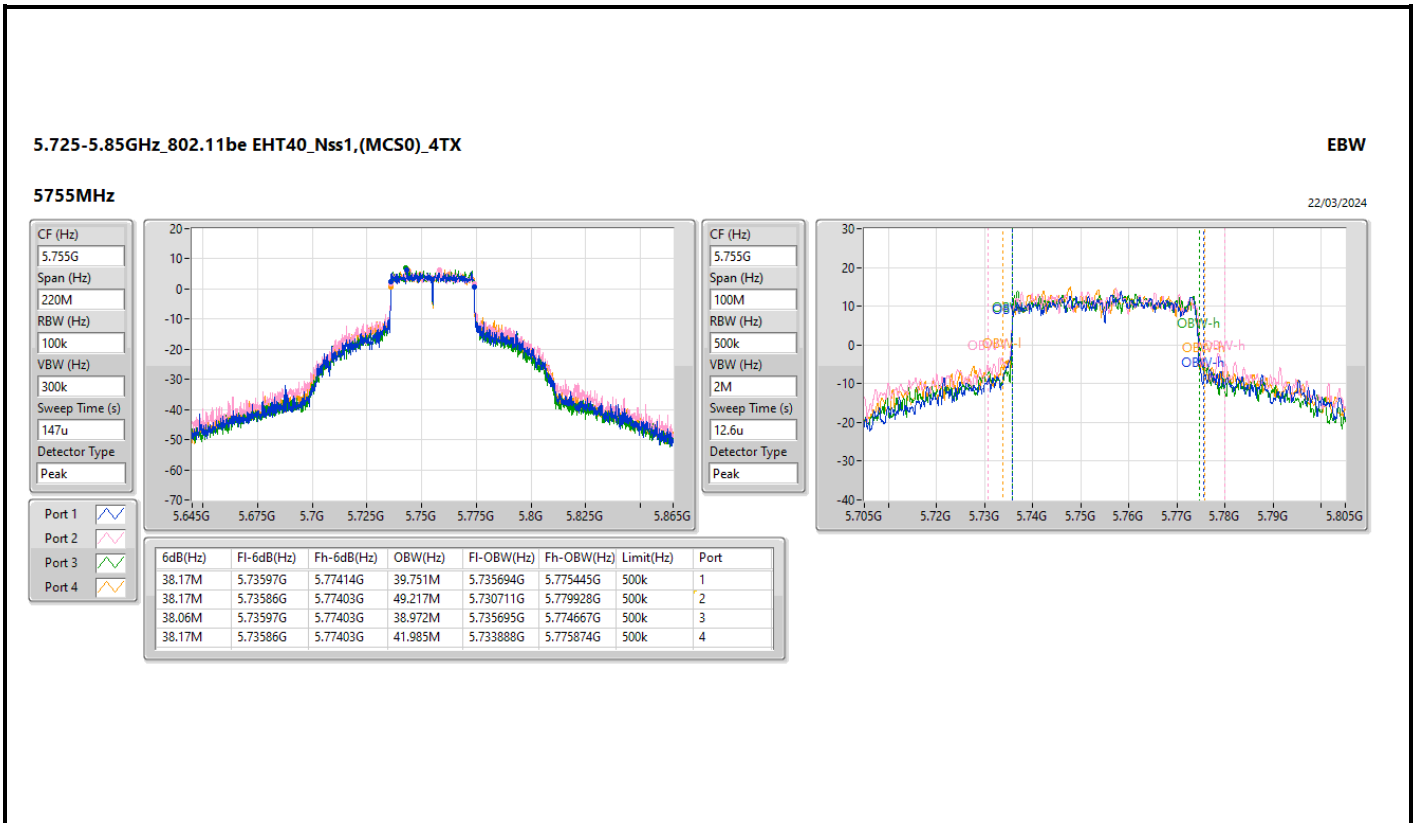 5.725-5.85GHz_802.11be EHT40_Nss1,(MCS0)_4TX
EBW
5755MHz
22/03/2024
CF (Hz)
5.755G
Span (Hz)
220M
RBW (Hz)
100k
VBW (Hz)
300k
Sweep Time (s)
147u
Detector Type
Peak
Port 1
Port 2
Port 3
Port 4
20
10
0
-10
-20
-30
-40
-50
-60
-70
5.645G 5.675G 5.7G 5.725G 5.75G 5.775G 5.8G 5.825G 5.865G
CF (Hz)
5.755G
Span (Hz)
100M
RBW (Hz)
500k
VBW (Hz)
2M
Sweep Time (s)
12.6u
Detector Type
Peak
30
20
10
0
-10
-20
-30
-40
OBW-h
OBW-h
5.705G 5.72G 5.73G 5.74G 5.75G 5.76G 5.77G 5.78G 5.79G 5.805G
6dB(Hz) Fl-6dB(Hz) Fh-6dB(Hz) OBW(Hz) Fl-OBW(Hz) Fh-OBW(Hz) Limit(Hz) Port
38.17M 5.73597G 5.77414G 39.751M 5.735694G 5.775445G 500k 1
38.17M 5.73586G 5.77403G 49.217M 5.730711G 5.779928G 500k 2
38.06M 5.73597G 5.77403G 38.972M 5.735695G 5.774667G 500k 3
38.17M 5.73586G 5.77403G 41.985M 5.733888G 5.775874G 500k 4